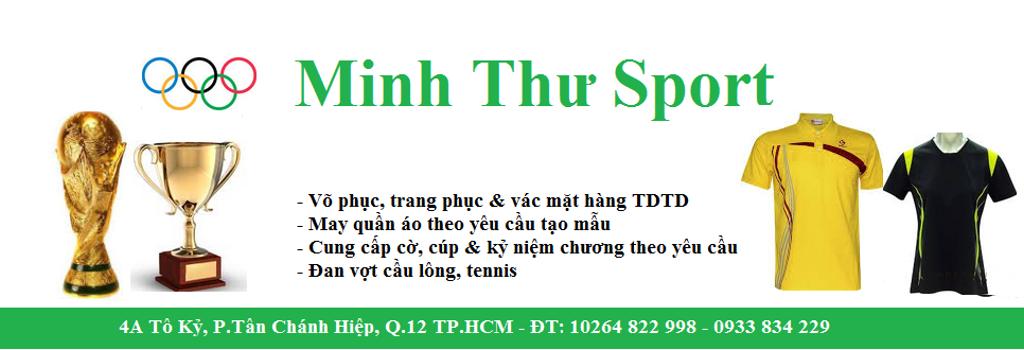 Minh Thư Sport
- Võ phục, trang phục & vác mặt hàng TDTD
- May quần áo theo yêu cầu tạo mẫu
- Cung cấp cờ, cúp & kỷ niệm chương theo yêu cầu
- Đan vợt cầu lông, tennis
4A Tô Kỷ, P.Tân Chánh Hiệp, Q.12 TP.HCM - ĐT: 10264 822 998 - 0933 834 229